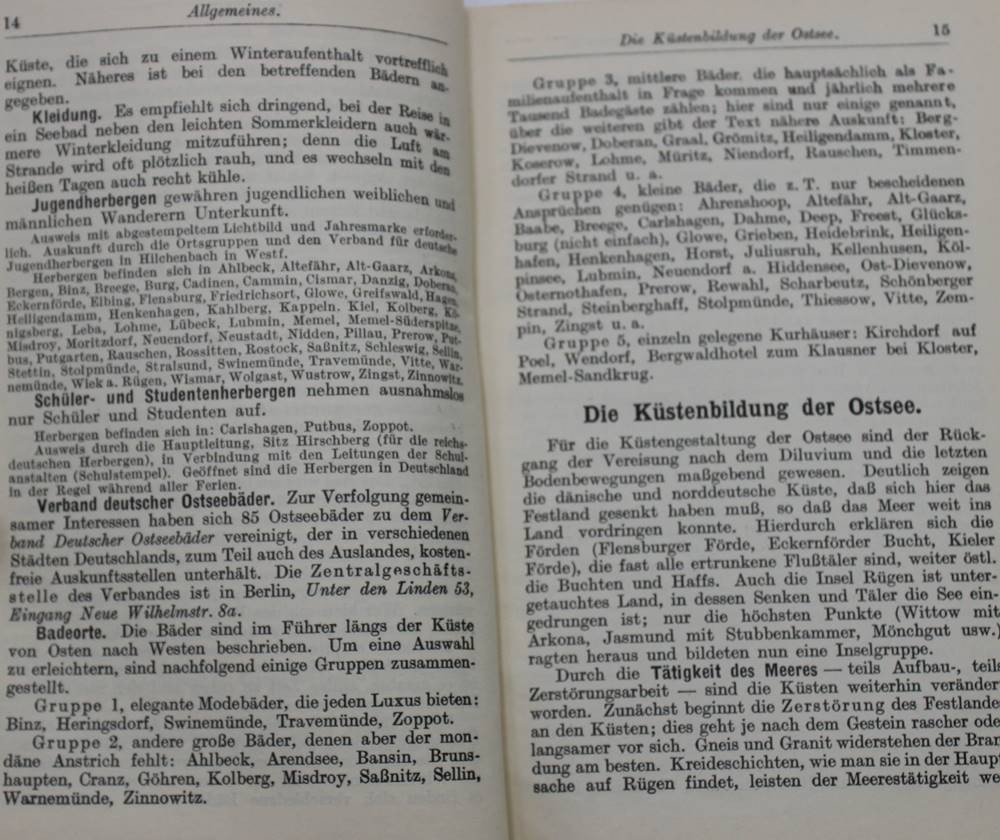 14
Allgemeines.
Küste, die sich zu einem Winteraufenthalt vortrefflich
eignen. Näheres ist bei den betreffenden Bädern an-
gegeben.
Kleidung. Es empfiehlt sich dringend, bei der Reise in
ein Seebad neben den leichten Sommerkleidern auch wär-
mere Winterkleidung mitzuführen; denn die Luft am
Strande wird oft plötzlich rauh, und es wechseln mit den
heißen Tagen auch recht kühle.
Jugendherbergen gewähren jugendlichen weiblichen und
männlichen Wanderern Unterkunft.
Ausweis mit abgestempeltem Lichtbild und Jahresmarke erforder-
lich. Auskunft durch die Ortsgruppen und den Verband für deutsche
Jugendherbergen in Hilchenbach in Westf.
Herbergen befinden sich in Ahlbeck, Altefähr, Alt-Gaarz, Arkona,
Bergen, Binz, Breege, Burg, Cadinen, Cammin, Cismar, Danzig, Doberan,
Eckernförde, Elbing, Flensburg, Friedrichsort, Glowe, Greifswald, Hagen,
Heiligendamm, Henkenhagen, Kahlberg, Kappeln, Kiel, Kolberg, Kö-
nigsberg, Leba, Lohme, Lübeck, Lubmin, Memel, Memel-Süderspitze,
Misdroy, Moritzdorf, Neuendorf, Neustadt, Nidden, Pillau, Prerow, Put-
bus, Putgarten, Rauschen, Rossitten, Rostock, Saßnitz, Schleswig, Sellin,
Stettin, Stolpmünde, Stralsund, Swinemünde, Travemünde, Vitte, War-
nemünde, Wiek a. Rügen, Wismar, Wolgast, Wustrow, Zingst, Zinnowitz.
Schüler- und Studentenherbergen nehmen ausnahmslos
nur Schüler und Studenten auf.
Herbergen befinden sich in: Carlshagen, Putbus, Zoppot.
Ausweis durch die Hauptleitung, Sitz Hirschberg (für die reichs-
deutschen Herbergen), in Verbindung mit den Leitungen der Schul-
anstalten (Schulstempel). Geöffnet sind die Herbergen in Deutschland
in der Regel während aller Ferien.
Verband deutscher Ostseebäder. Zur Verfolgung gemein-
samer Interessen haben sich 85 Ostseebäder zu dem Ver-
band Deutscher Ostseebäder vereinigt, der in verschiedenen
Städten Deutschlands, zum Teil auch des Auslandes, kosten-
freie Auskunftsstellen unterhält. Die Zentralgeschäfts-
stelle des Verbandes ist in Berlin, Unter den Linden 53,
Eingang Neue Wilhelmstr. 8a.
Badeorte. Die Bäder sind im Führer längs der Küste
von Osten nach Westen beschrieben. Um eine Auswahl
zu erleichtern, sind nachfolgend einige Gruppen zusammen-
gestellt.
Gruppe 1, elegante Modebäder, die jeden Luxus bieten:
Binz, Heringsdorf, Swinemünde, Travemünde, Zoppot.
Gruppe 2, andere große Bäder, denen aber der mon-
däne Anstrich fehlt: Ahlbeck, Arendsee, Bansin, Bruns-
haupten, Cranz, Göhren, Kolberg, Misdroy, Saßnitz, Sellin,
Warnemünde, Zinnowitz.
Die Küstenbildung der Ostsee.
15
Gruppe 3, mittlere Bäder, die hauptsächlich als Fa-
milienaufenthalt in Frage kommen und jährlich mehrere
Tausend Badegäste zählen; hier sind nur einige genannt,
über die weiteren gibt der Text nähere Auskunft: Berg-
Dievenow, Doberan, Graal, Grömitz, Heiligendamm, Kloster,
Koserow, Lohme, Müritz, Niendorf, Rauschen, Timmen-
dorfer Strand u. a.
Gruppe 4, kleine Bäder, die z. T. nur bescheidenen
Ansprüchen genügen: Ahrenshoop, Altefähr, Alt-Gaarz,
Baabe, Breege, Carlshagen, Dahme, Deep, Freest, Glücks-
burg (nicht einfach), Glowe, Grieben, Heidebrink, Heiligen-
hafen, Henkenhagen, Horst, Juliusruh, Kellenhusen, Köl-
pinsee, Lubmin, Neuendorf a. Hiddensee, Ost-Dievenow,
Osternothafen, Prerow, Rewahl, Scharbeutz, Schönberger
Strand, Steinberghaff, Stolpmünde, Thiessow, Vitte, Zem-
pin, Zingst u. a.
Gruppe 5, einzeln gelegene Kurhäuser: Kirchdorf auf
Poel, Wendorf, Bergwaldhotel zum Klausner bei Kloster,
Memel-Sandkrug.
Die Küstenbildung der Ostsee.
Für die Küstengestaltung der Ostsee sind der Rück-
gang der Vereisung nach dem Diluvium und die letzten
Bodenbewegungen maßgebend gewesen. Deutlich zeigen
die dänische und norddeutsche Küste, daß sich hier das
Festland gesenkt haben muß, so daß das Meer weit ins
Land vordringen konnte. Hierdurch erklären sich die
Förden (Flensburger Förde, Eckernförder Bucht, Kieler
Förde), die fast alle ertrunkene Flußtäler sind, weiter östl.
die Buchten und Haffs. Auch die Insel Rügen ist unter-
getauchtes Land, in dessen Senken und Täler die See ein-
gedrungen ist; nur die höchsten Punkte (Wittow mit
Arkona, Jasmund mit Stubbenkammer, Mönchgut usw.)
ragten heraus und bildeten nun eine Inselgruppe.
Durch die Tätigkeit des Meeres — teils Aufbau-, teils
Zerstörungsarbeit — sind die Küsten weiterhin veränder
worden. Zunächst beginnt die Zerstörung des Festlande
an den Küsten; dies geht je nach dem Gestein rascher ode
langsamer vor sich. Gneis und Granit widerstehen der Bran
dung am besten. Kreideschichten, wie man sie in der Haup
sache auf Rügen findet, leisten der Meerestätigkeit we